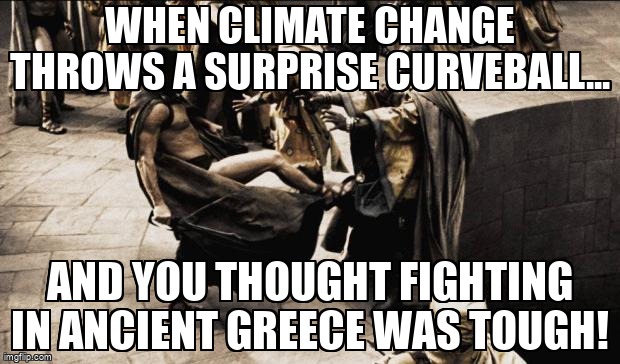 WHEN CLIMATE CHANGE
THROWS A SURPRISE CURVEBALL...
AND YOU THOUGHT FIGHTING
IN ANCIENT GREECE WAS TOUGH!
imgflip.com